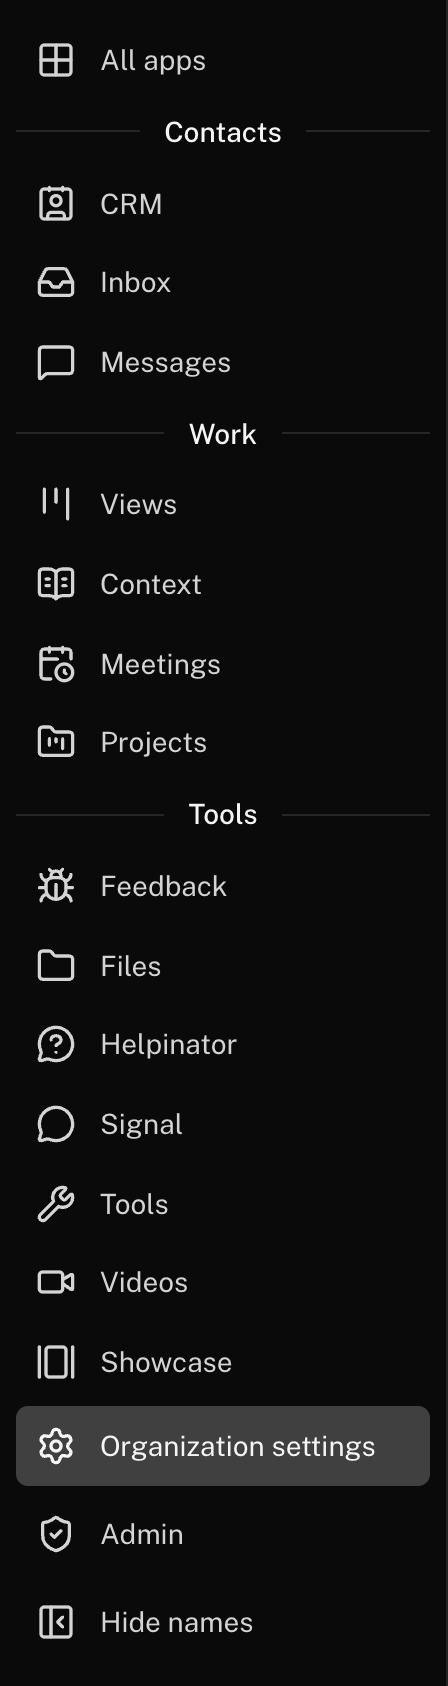 All apps
Contacts
CRM
Inbox
Messages
Work
Views
Context
Meetings
Projects
Tools
Feedback
Files
Helpinator
Signal
Tools
Videos
Showcase
Organization settings
Admin
Hide names